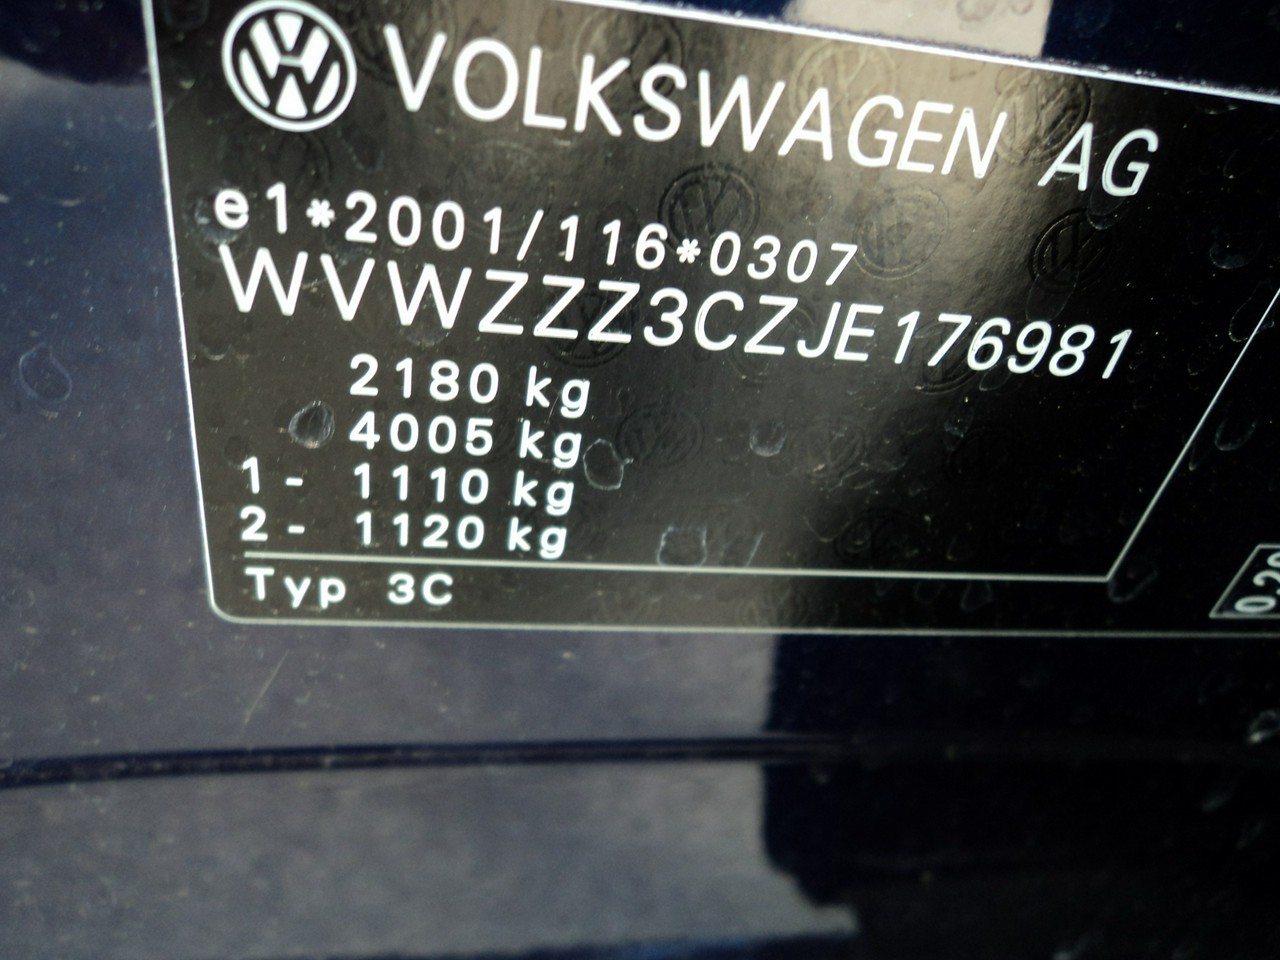 VOLKSWAGEN AG
e1*2001/116*0307
WVWZZZ3CZJE176981
2180 kg
4005 kg
1 - 1110 kg
2 - 1120 kg
Typ 3C